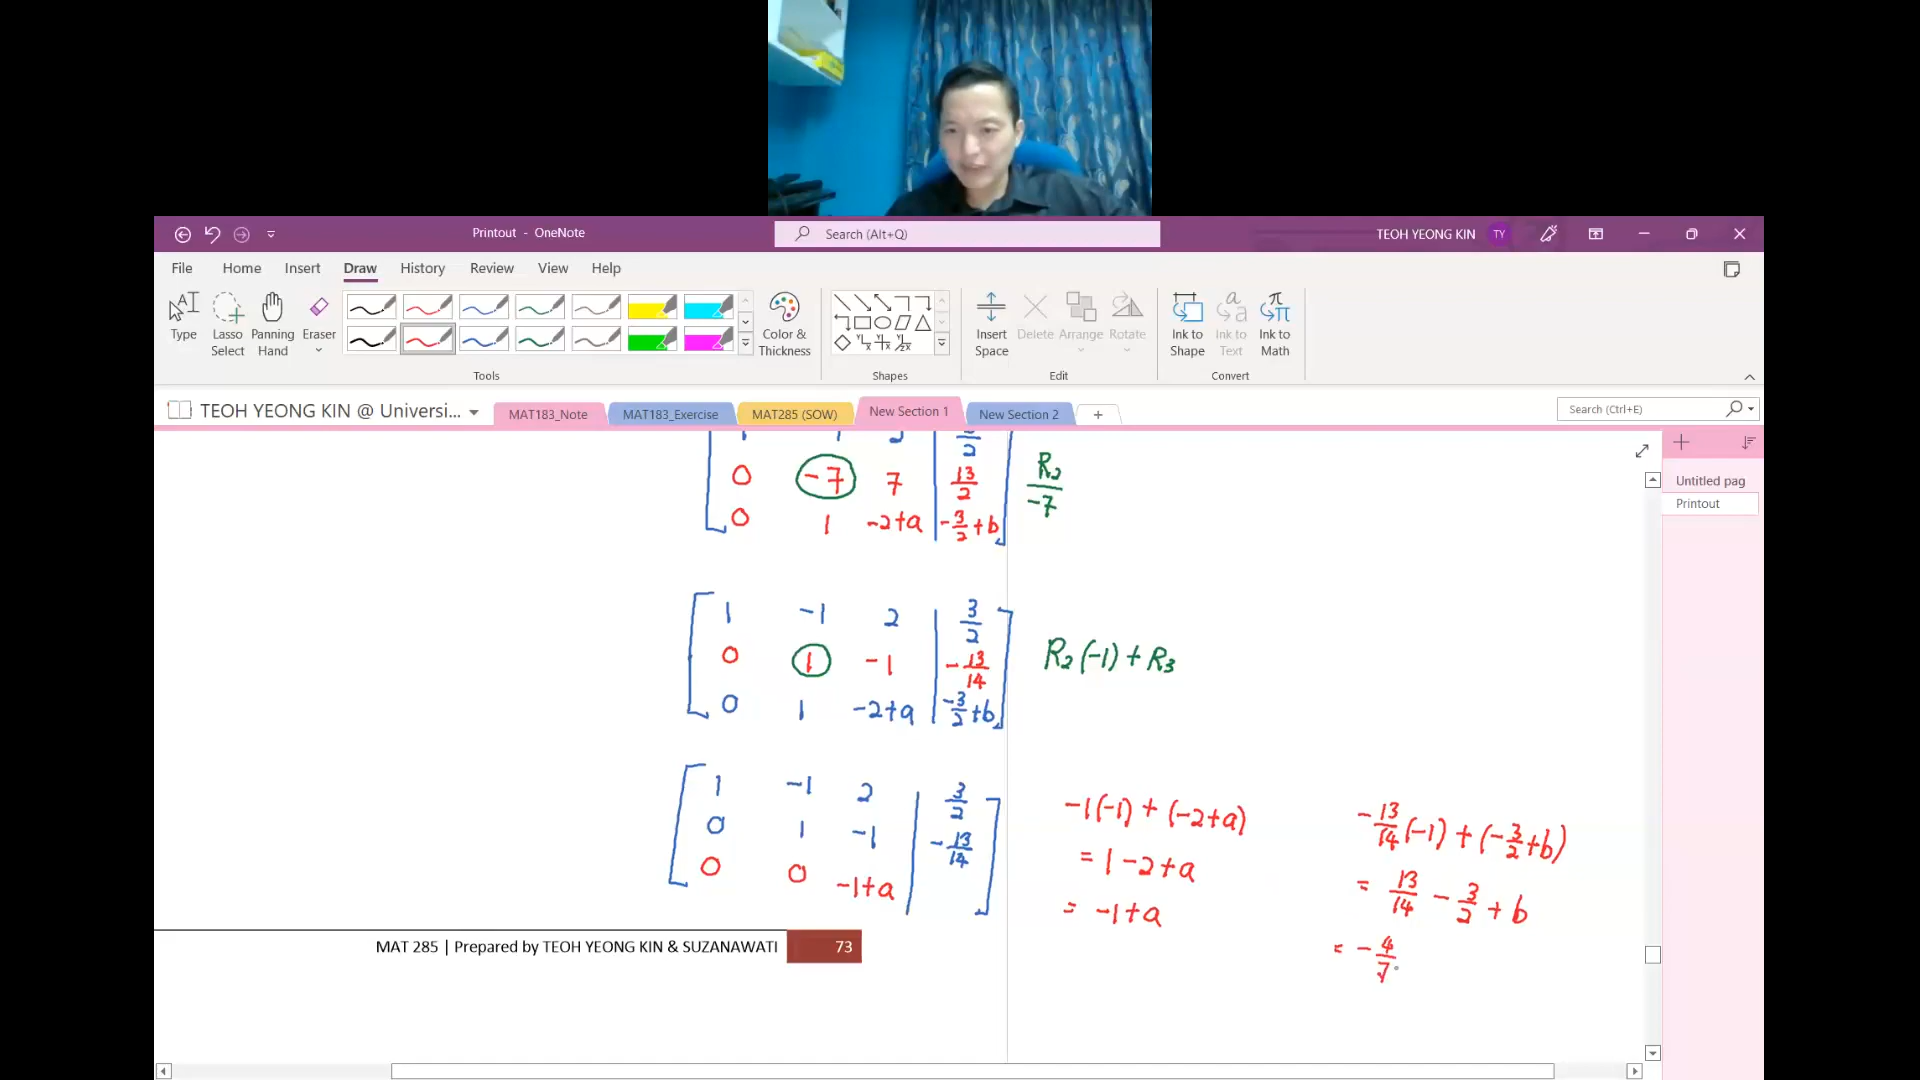 Printout - OneNote
Search (Alt+Q)
TEOH YEONG KIN TY
File Home Insert Draw History Review View Help
Type Lasso Select Panning Hand Eraser Color & Thickness Insert Space Delete Arrange Rotate Ink to Shape Ink to Text Ink to Math
Tools Shapes Edit Convert
TEOH YEONG KIN @ Universi... MAT183_Note MAT183_Exercise MAT285 (SOW) New Section 1 New Section 2 + Search (Ctrl+E)
Untitled pag
Printout
0 -7 7 13/2 R2/-7
0 1 -2+a -3/2+b
1 -1 2 3/2
0 1 -1 -13/14 R2(-1)+R3
0 1 -2+a -3/2+b
1 -1 2 3/2
0 1 -1 -13/14
0 0 -1+a
-1(-1)+(-2+a)
= 1-2+a
= -1+a
-13/14(-1)+(-3/2+b)
= 13/14-3/2+b
= -4/7
MAT 285 | Prepared by TEOH YEONG KIN & SUZANAWATI 73